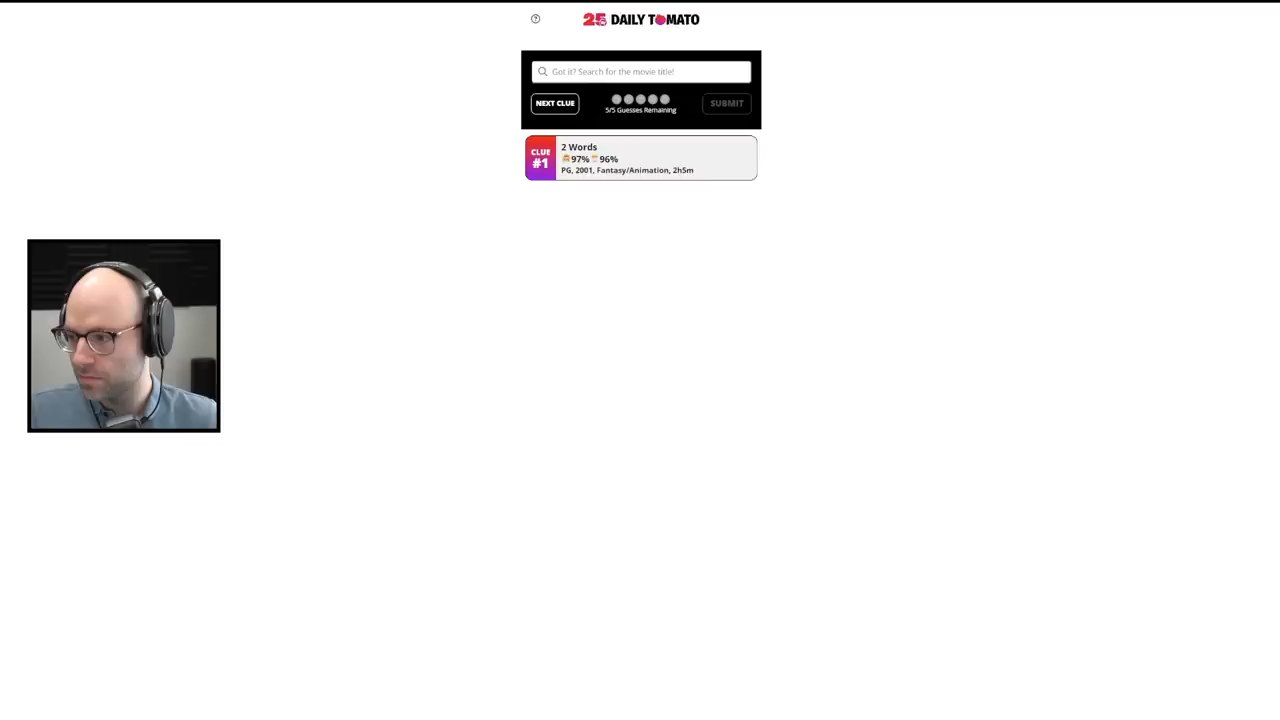 25 DAILY TOMATO
Got it? Search for the movie title!
NEXT CLUE
5/5 Guesses Remaining
SUBMIT
CLUE #1
2 Words
97% 96%
PG, 2001, Fantasy/Animation, 2h5m